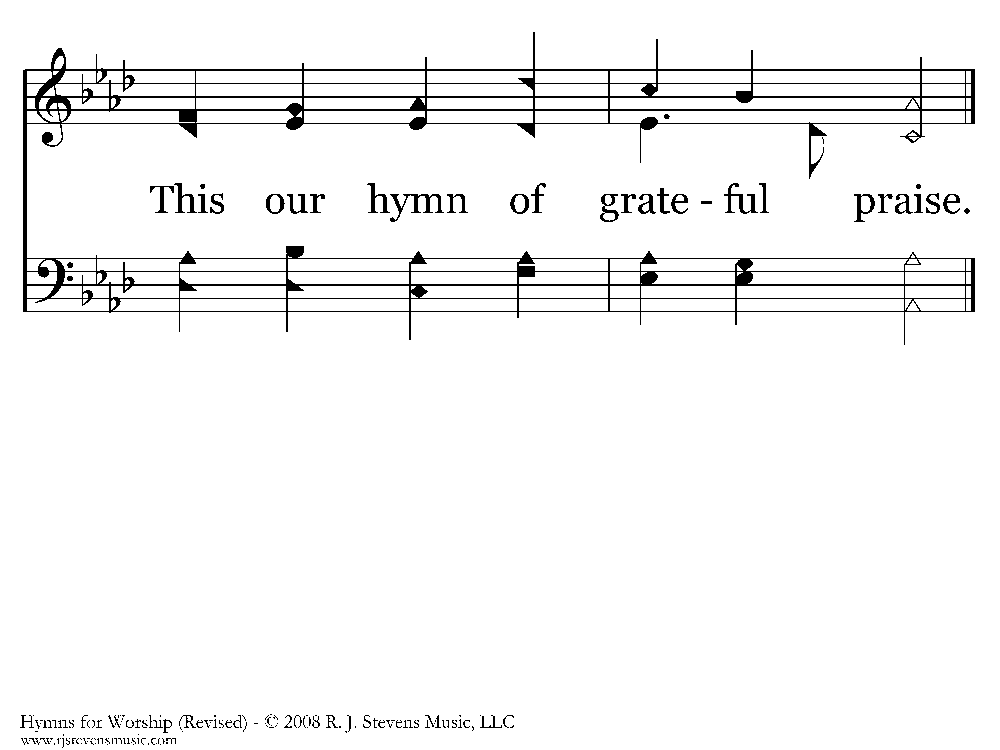 This our hymn of grate - ful praise.
Hymns for Worship (Revised) - © 2008 R. J. Stevens Music, LLC
www.rjstevensmusic.com